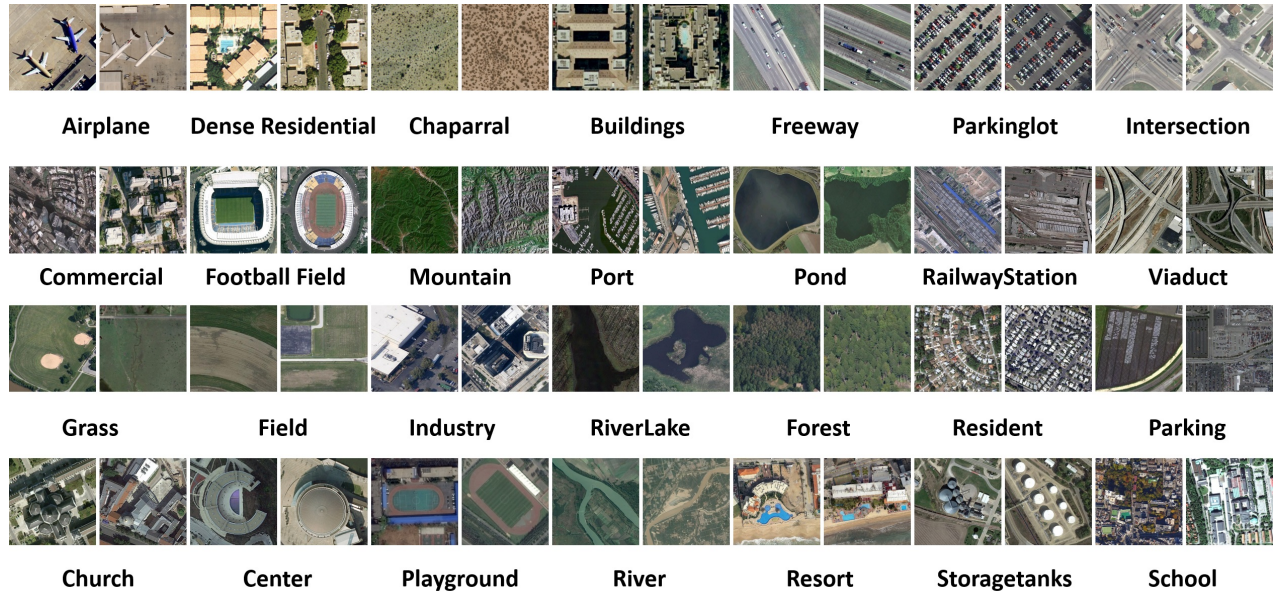 Airplane Dense Residential Chaparral Buildings Freeway Parkinglot Intersection
Commercial Football Field Mountain Port Pond RailwayStation Viaduct
Grass Field Industry RiverLake Forest Resident Parking
Church Center Playground River Resort Storagetanks School